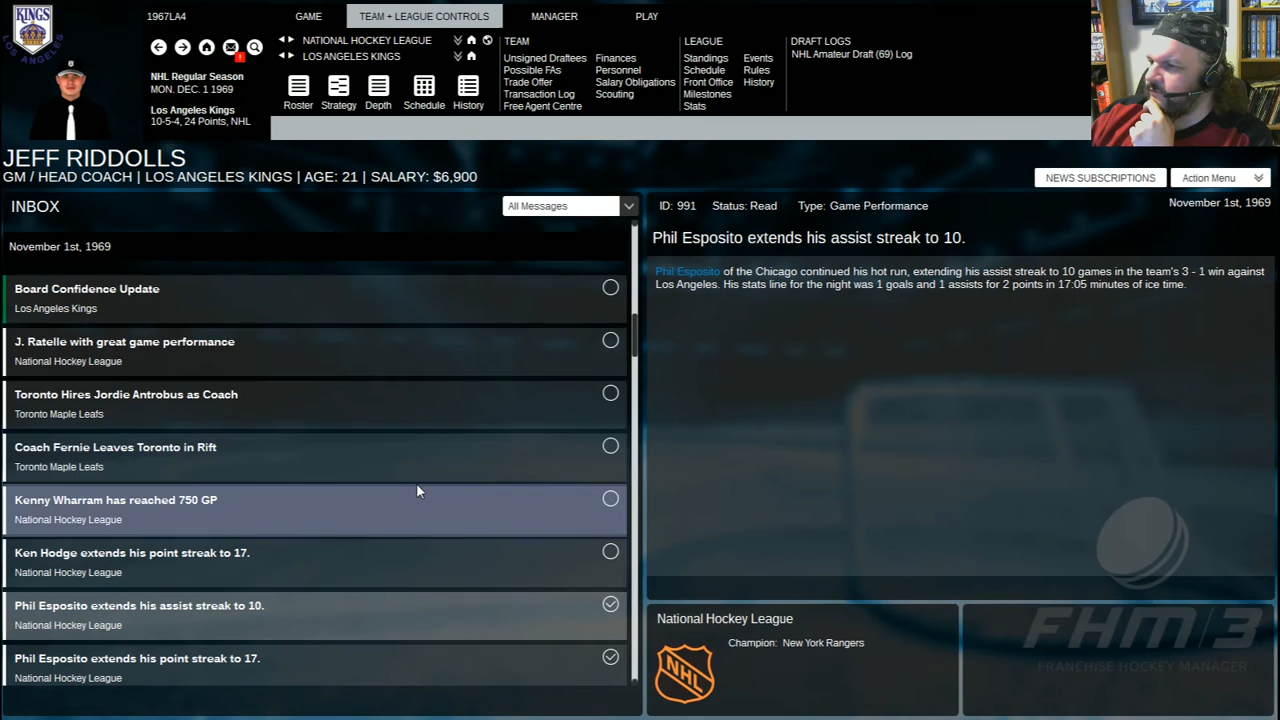 KINGS
LOS ANGELES
1967LA4
GAME
TEAM + LEAGUE CONTROLS
MANAGER
PLAY
NATIONAL HOCKEY LEAGUE
LOS ANGELES KINGS
NHL Regular Season
MON. DEC. 1 1969
Los Angeles Kings
10-5-4, 24 Points, NHL
Roster
Strategy
Depth
Schedule
History
TEAM
Unsigned Draftees
Possible FAs
Trade Offer
Transaction Log
Free Agent Centre
Finances
Personnel
Salary Obligations
Scouting
LEAGUE
Standings
Schedule
Front Office
Milestones
Stats
Events
Rules
History
DRAFT LOGS
NHL Amateur Draft (69) Log
JEFF RIDDOLLS
GM / HEAD COACH | LOS ANGELES KINGS | AGE: 21 | SALARY: $6,900
NEWS SUBSCRIPTIONS
Action Menu
INBOX
All Messages
November 1st, 1969
Board Confidence Update
Los Angeles Kings
J. Ratelle with great game performance
National Hockey League
Toronto Hires Jordie Antrobus as Coach
Toronto Maple Leafs
Coach Fernie Leaves Toronto in Rift
Toronto Maple Leafs
Kenny Wharram has reached 750 GP
National Hockey League
Ken Hodge extends his point streak to 17.
National Hockey League
Phil Esposito extends his assist streak to 10.
National Hockey League
Phil Esposito extends his point streak to 17.
National Hockey League
ID: 991 Status: Read Type: Game Performance
November 1st, 1969
Phil Esposito extends his assist streak to 10.
Phil Esposito of the Chicago continued his hot run, extending his assist streak to 10 games in the team's 3 - 1 win against
Los Angeles. His stats line for the night was 1 goals and 1 assists for 2 points in 17:05 minutes of ice time.
National Hockey League
Champion: New York Rangers
NHL
FHM/3
FRANCHISE HOCKEY MANAGER